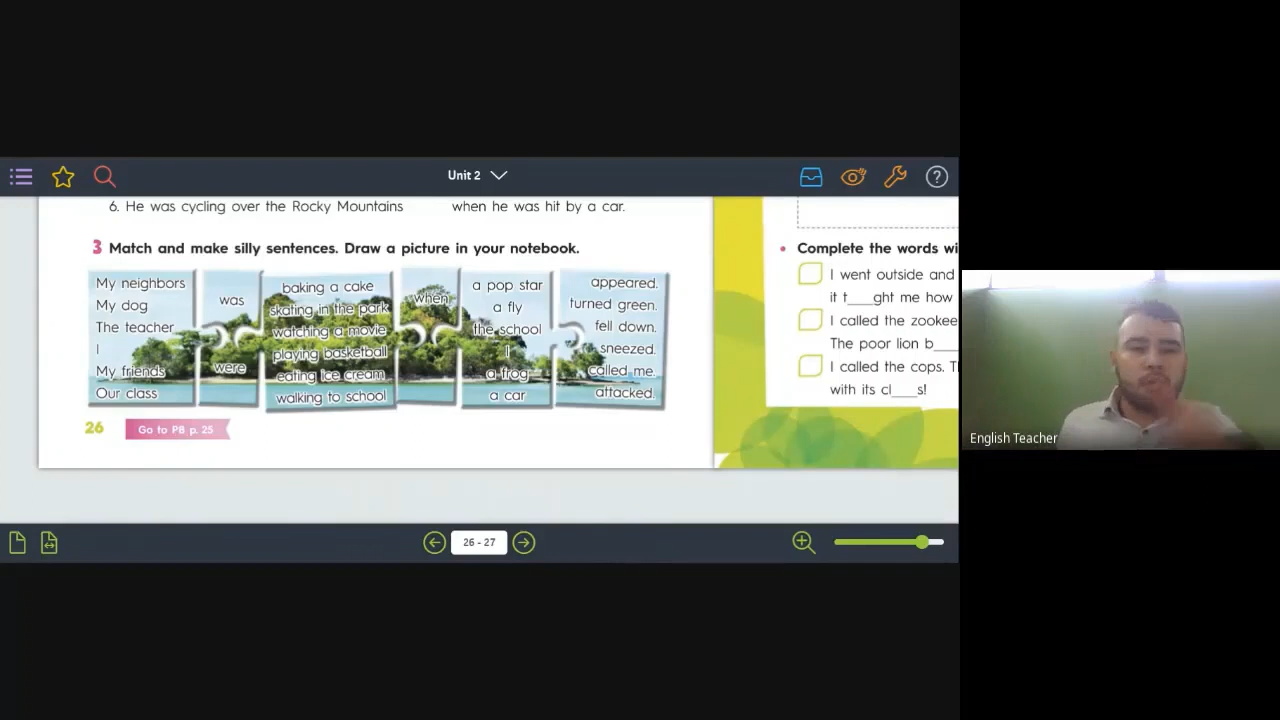 Unit 2
6. He was cycling over the Rocky Mountains when he was hit by a car.
3 Match and make silly sentences. Draw a picture in your notebook.
My neighbors
My dog
The teacher
I
My friends
Our class
was
were
baking a cake
skating in the park
watching a movie
playing basketball
eating ice cream
walking to school
when
a pop star
a fly
the school
I
a frog
a car
appeared.
turned green.
fell down.
sneezed.
called me.
attacked.
26
Go to PB p. 25
• Complete the words wi
I went outside and
it t___ght me how
I called the zookee
The poor lion b___
I called the cops. T
with its cl___s!
26 - 27
English Teacher